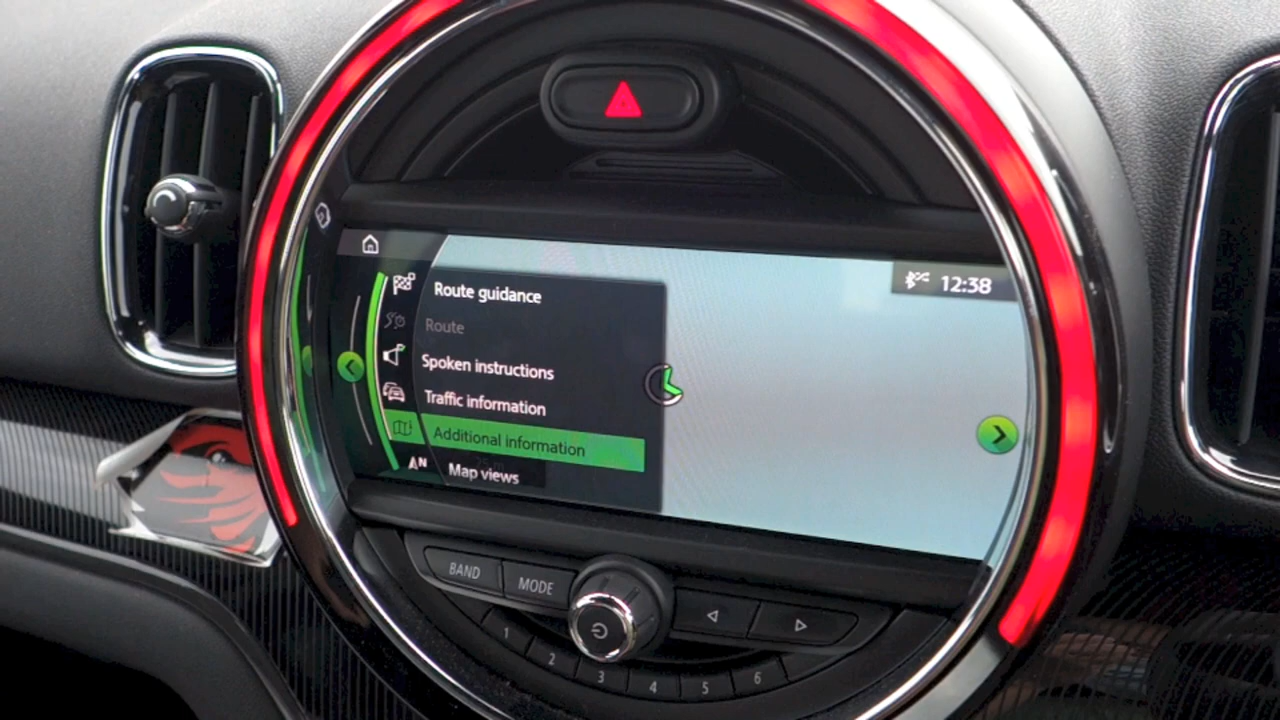 12:38
Route guidance
Route
Spoken instructions
Traffic information
Additional information
N
Map views
BAND
MODE
1
2
3
4
5
6